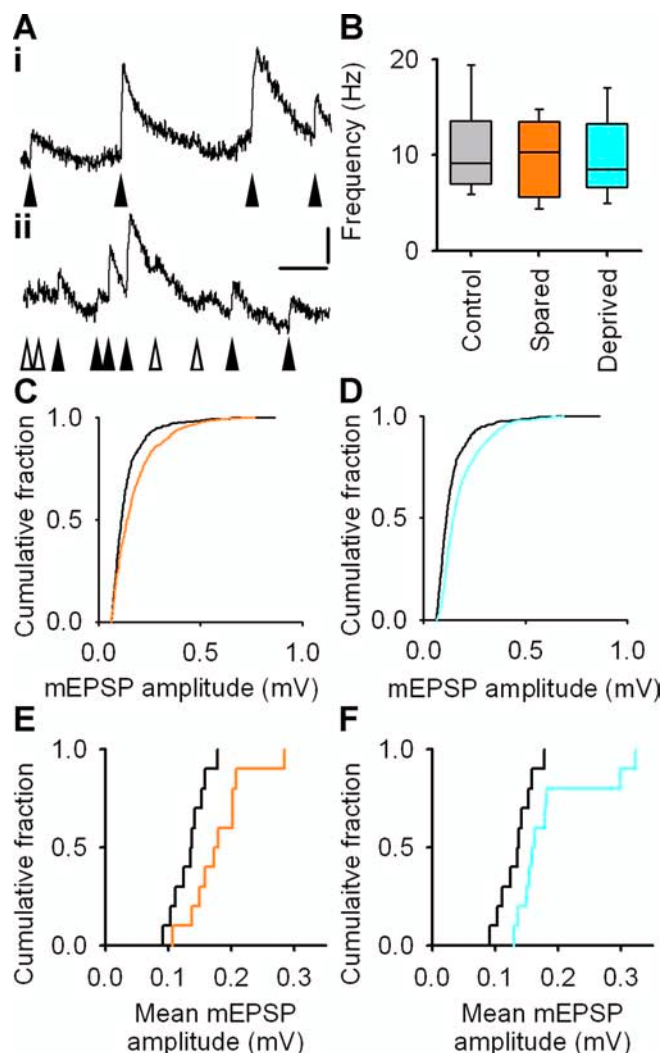 A
i
ii
B
Frequency (Hz)
20
10
0
Control
Spared
Deprived
C
Cumulative fraction
1.0
0.5
0.0
0.0 0.5 1.0
mEPSP amplitude (mV)
D
Cumulative fraction
1.0
0.5
0.0
0.0 0.5 1.0
mEPSP amplitude (mV)
E
Cumulative fraction
1.0
0.5
0.0
0.0 0.1 0.2 0.3
Mean mEPSP
amplitude (mV)
F
Cumulaitve fraction
1.0
0.5
0.0
0.0 0.1 0.2 0.3
Mean mEPSP
amplitude (mV)